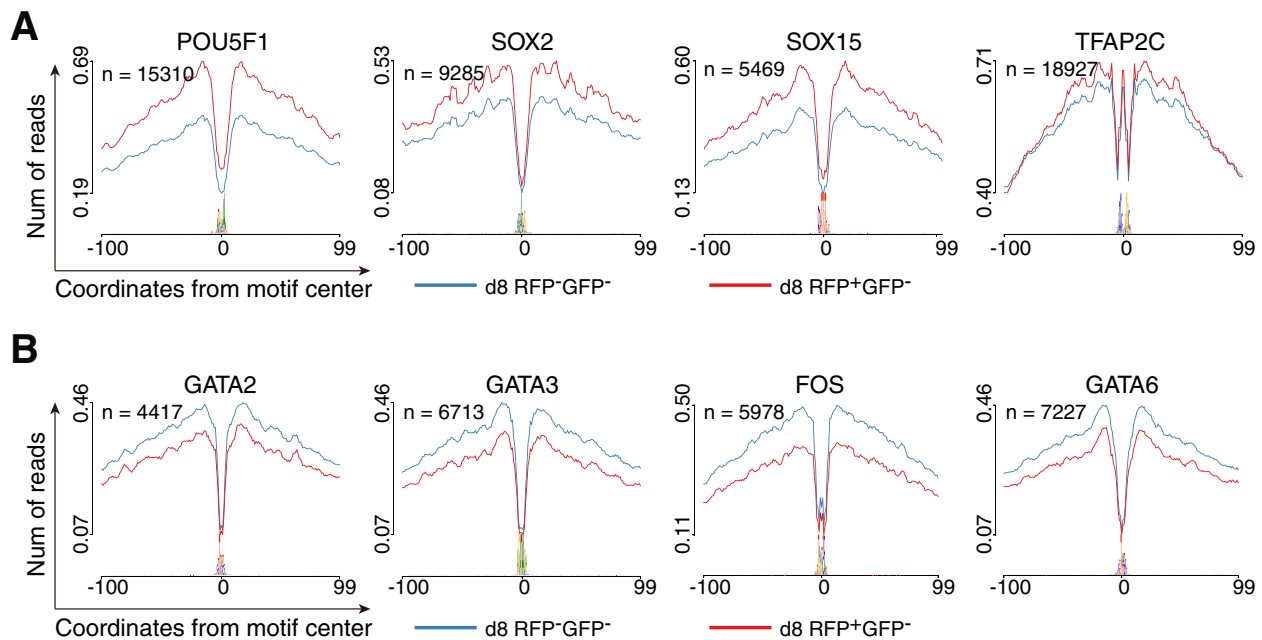 A
POU5F1
SOX2
SOX15
TFAP2C
Num of reads
0.69
0.19
n = 15310
-100 0 99
0.53
0.08
n = 9285
-100 0 99
0.60
0.13
n = 5469
-100 0 99
0.71
0.40
n = 18927
-100 0 99
Coordinates from motif center
d8 RFP⁻GFP⁻
d8 RFP⁺GFP⁻
B
GATA2
GATA3
FOS
GATA6
Num of reads
0.46
0.07
n = 4417
-100 0 99
0.46
0.07
n = 6713
-100 0 99
0.50
0.11
n = 5978
-100 0 99
0.46
0.07
n = 7227
-100 0 99
Coordinates from motif center
d8 RFP⁻GFP⁻
d8 RFP⁺GFP⁻